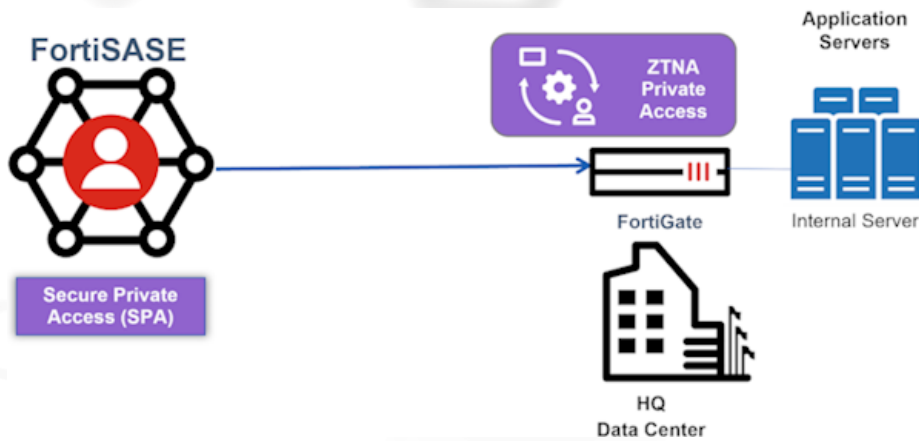 FortiSASE
Secure Private
Access (SPA)
ZTNA
Private
Access
FortiGate
HQ
Data Center
Application
Servers
Internal Server